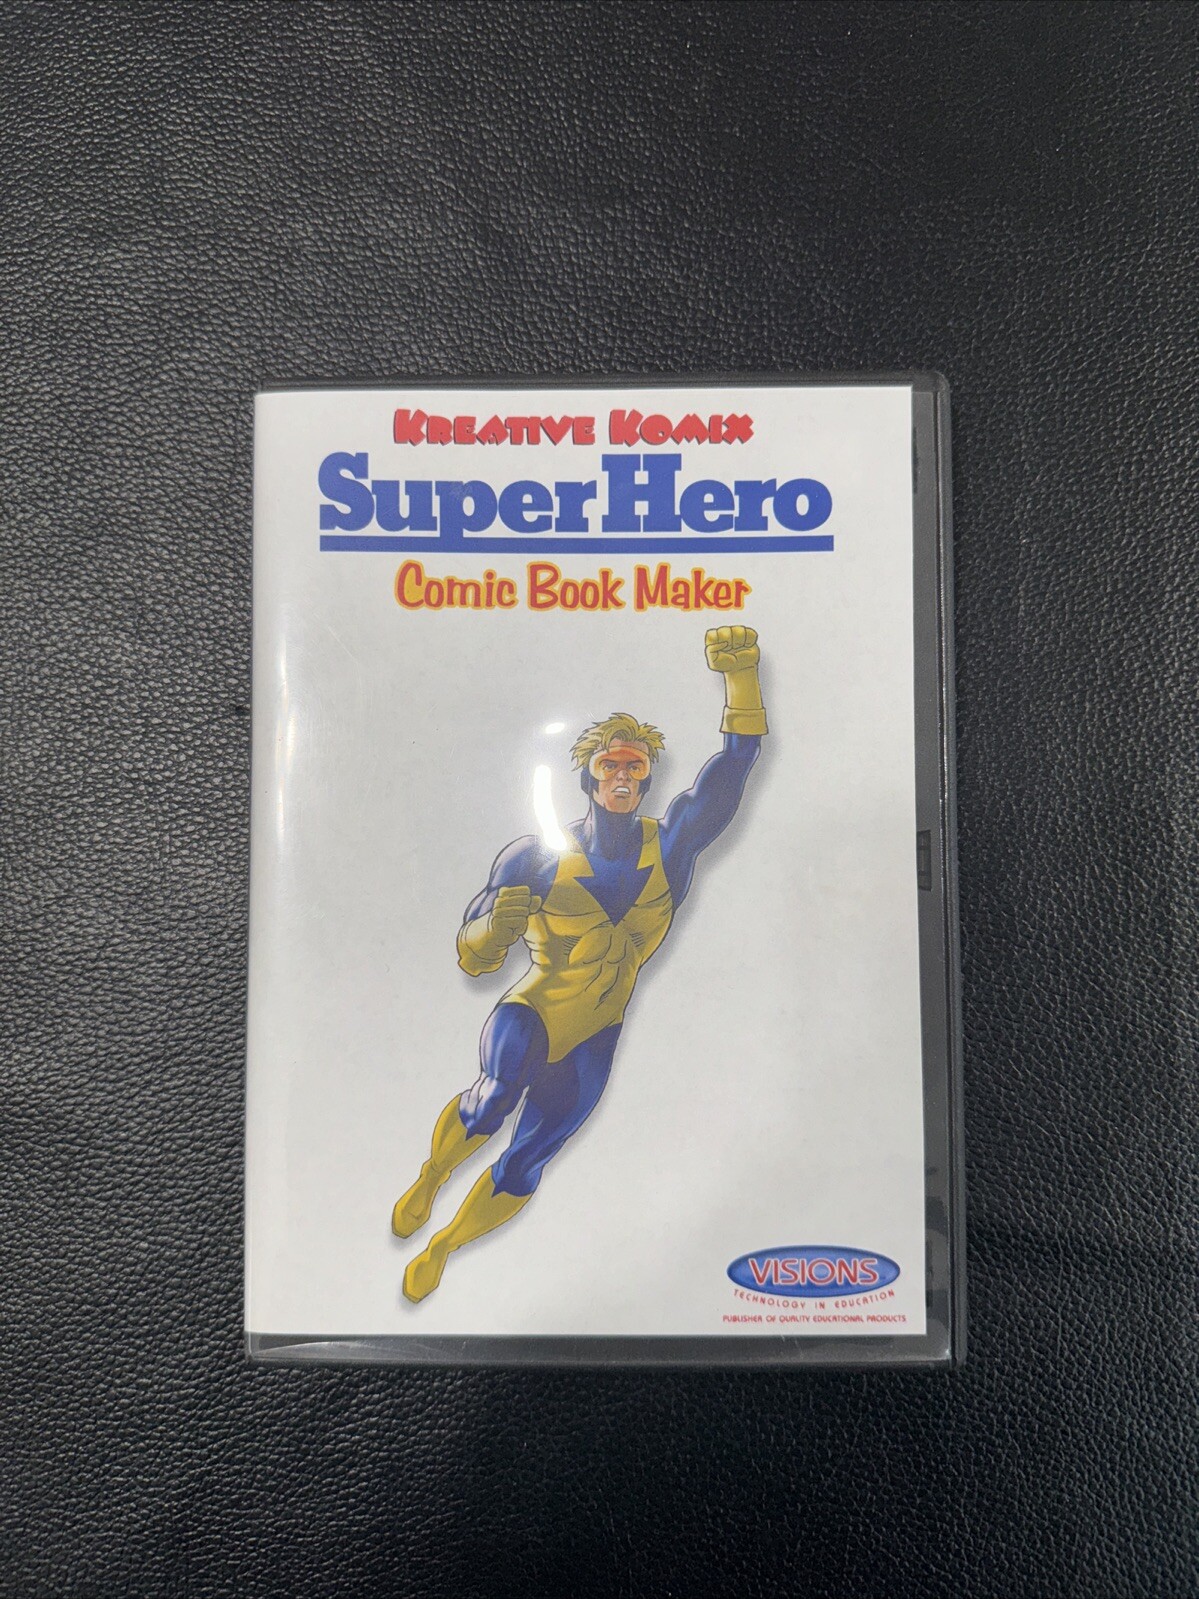 KREATIVE KOMIX
SuperHero
Comic Book Maker
VISIONS
TECHNOLOGY IN EDUCATION
PUBLISHER OF QUALITY EDUCATIONAL PRODUCTS